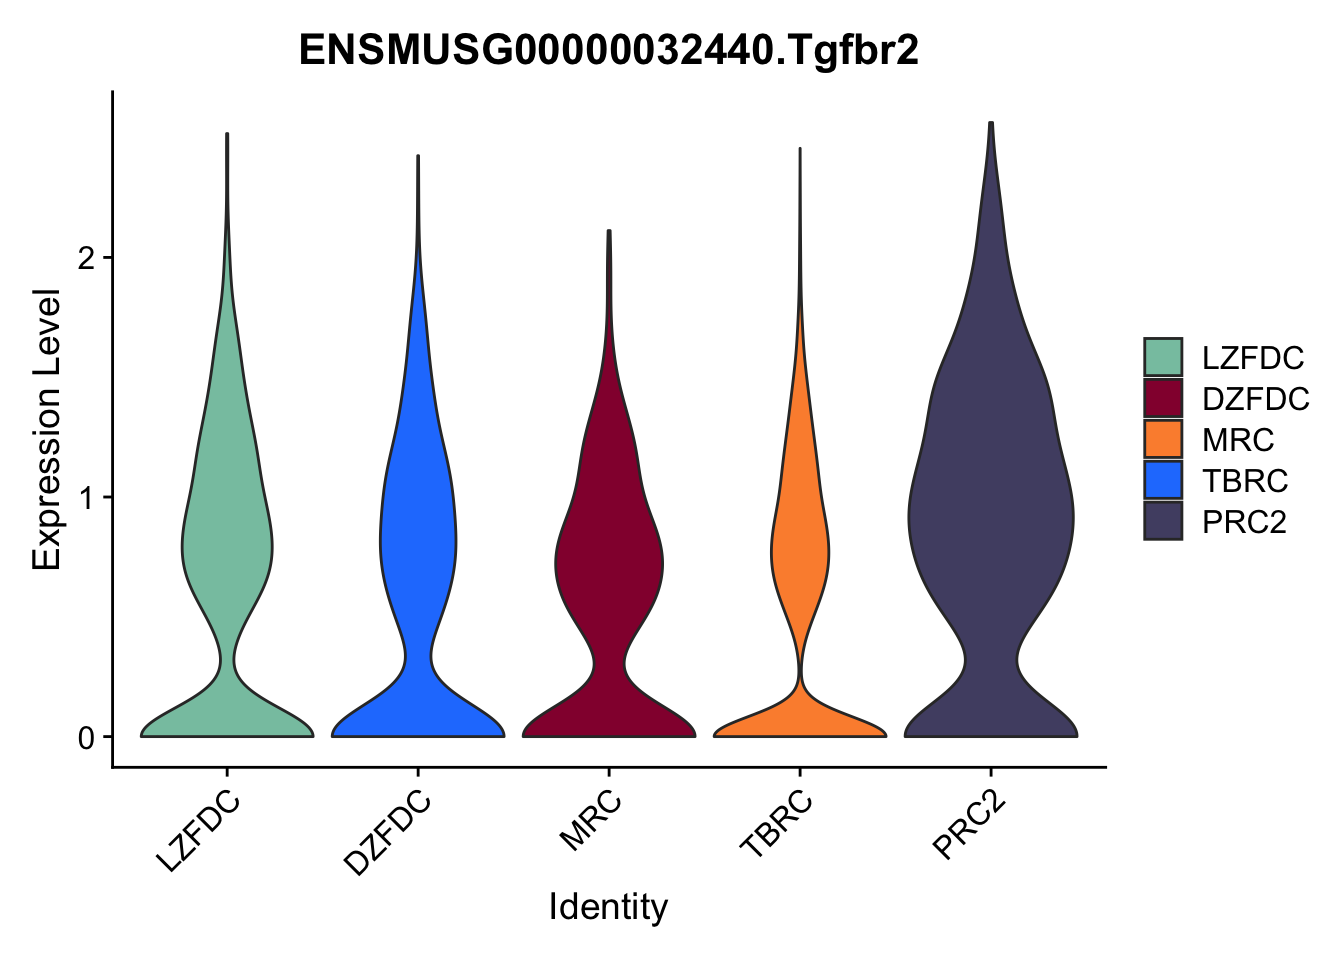 ENSMUSG00000032440.Tgfbr2
Expression Level
2
1
0
LZFDC
DZFDC
MRC
TBRC
PRC2
Identity
LZFDC
DZFDC
MRC
TBRC
PRC2